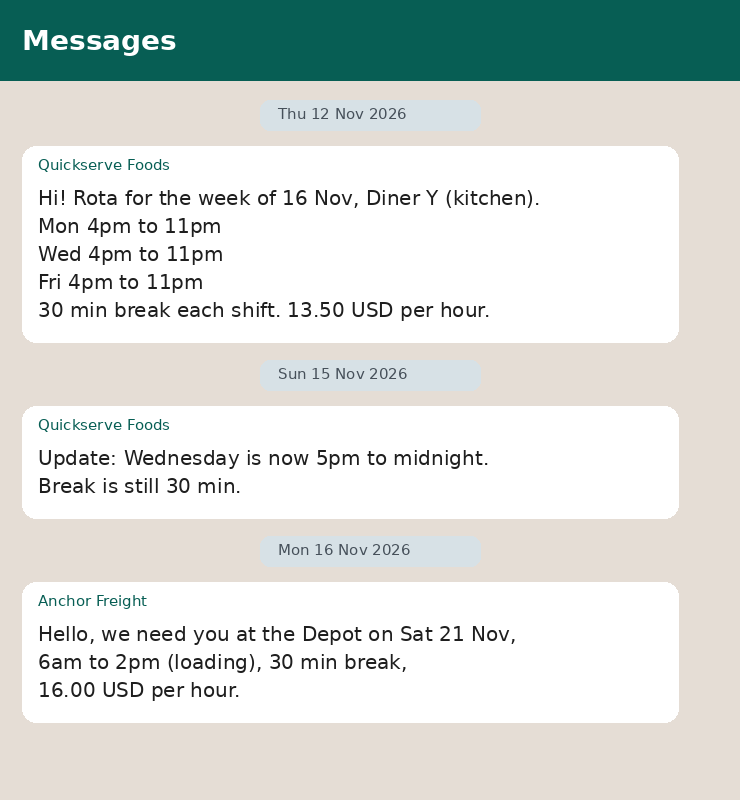 Messages
Thu 12 Nov 2026
Quickserve Foods
Hi! Rota for the week of 16 Nov, Diner Y (kitchen).
Mon 4pm to 11pm
Wed 4pm to 11pm
Fri 4pm to 11pm
30 min break each shift. 13.50 USD per hour.
Sun 15 Nov 2026
Quickserve Foods
Update: Wednesday is now 5pm to midnight.
Break is still 30 min.
Mon 16 Nov 2026
Anchor Freight
Hello, we need you at the Depot on Sat 21 Nov,
6am to 2pm (loading), 30 min break,
16.00 USD per hour.